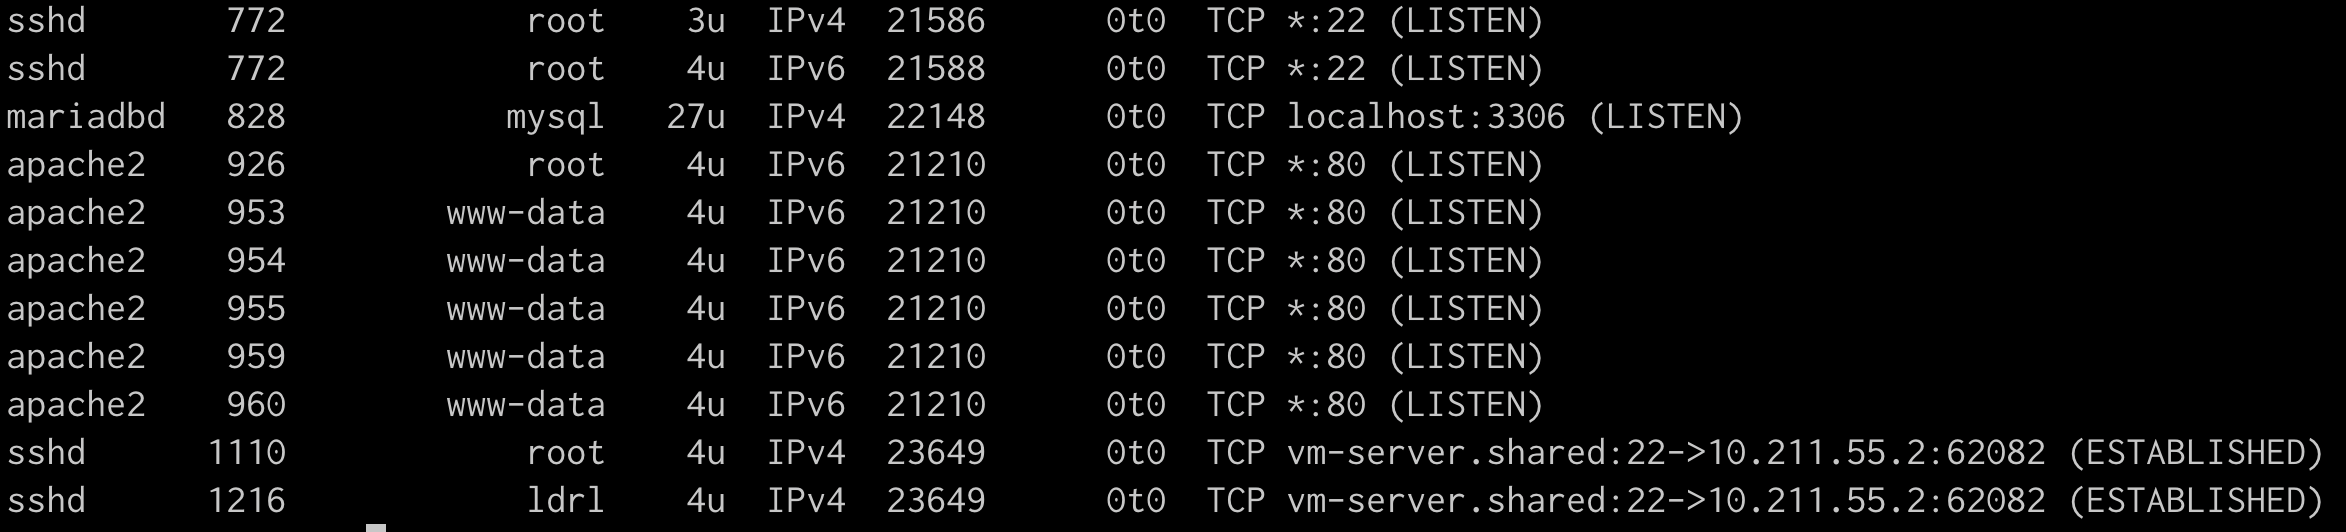 sshd       772            root    3u  IPv4  21586      0t0  TCP *:22 (LISTEN)
sshd       772            root    4u  IPv6  21588      0t0  TCP *:22 (LISTEN)
mariadbd   828           mysql   27u  IPv4  22148      0t0  TCP localhost:3306 (LISTEN)
apache2    926            root    4u  IPv6  21210      0t0  TCP *:80 (LISTEN)
apache2    953        www-data    4u  IPv6  21210      0t0  TCP *:80 (LISTEN)
apache2    954        www-data    4u  IPv6  21210      0t0  TCP *:80 (LISTEN)
apache2    955        www-data    4u  IPv6  21210      0t0  TCP *:80 (LISTEN)
apache2    959        www-data    4u  IPv6  21210      0t0  TCP *:80 (LISTEN)
apache2    960        www-data    4u  IPv6  21210      0t0  TCP *:80 (LISTEN)
sshd      1110            root    4u  IPv4  23649      0t0  TCP vm-server.shared:22->10.211.55.2:62082 (ESTABLISHED)
sshd      1216            ldrl    4u  IPv4  23649      0t0  TCP vm-server.shared:22->10.211.55.2:62082 (ESTABLISHED)